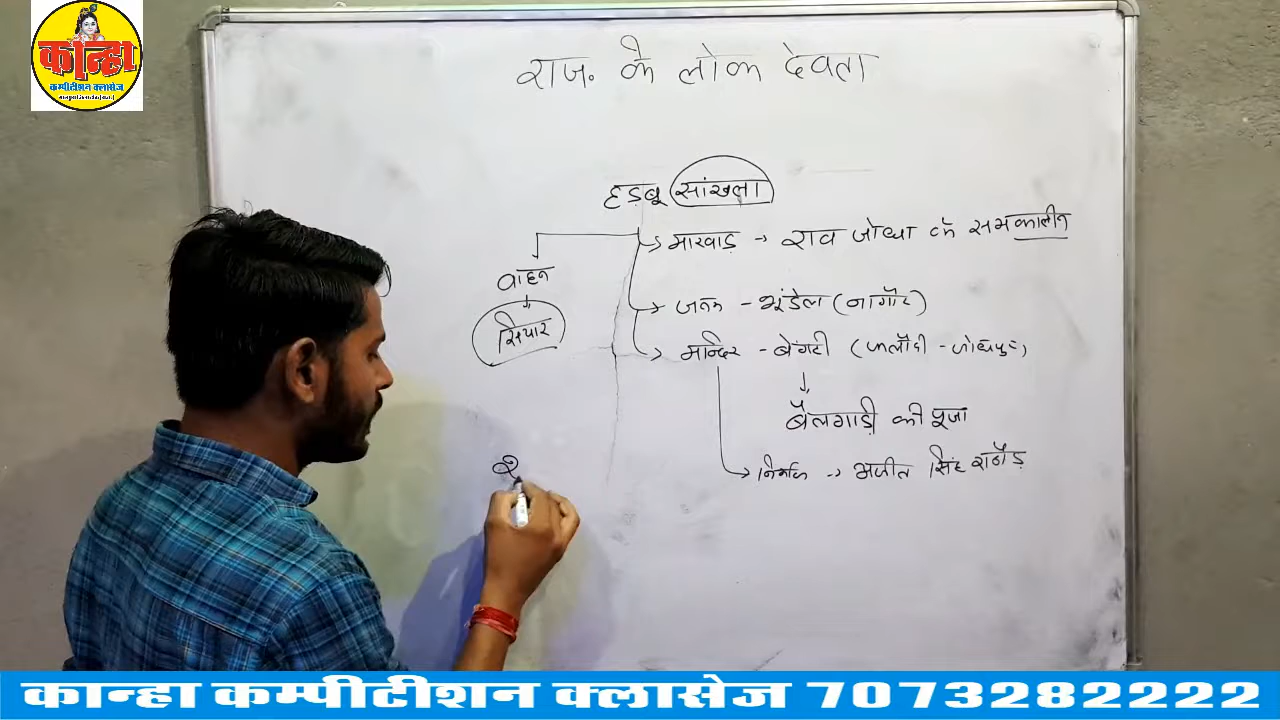 कान्हा
कम्पीटीशन क्लासेज
राज. के लोक देवता
हड़बू सांखला
मारवाड़ → राव जोधा के समकालीन
वाहन
सियार
जन्म - भूंडेल (नागौर)
मन्दिर - बेंगटी (फलौदी - जोधपुर)
बैलगाड़ी की पूजा
निर्माता → अजीत सिंह राठौड़
कान्हा कम्पीटीशन क्लासेज 7073282222